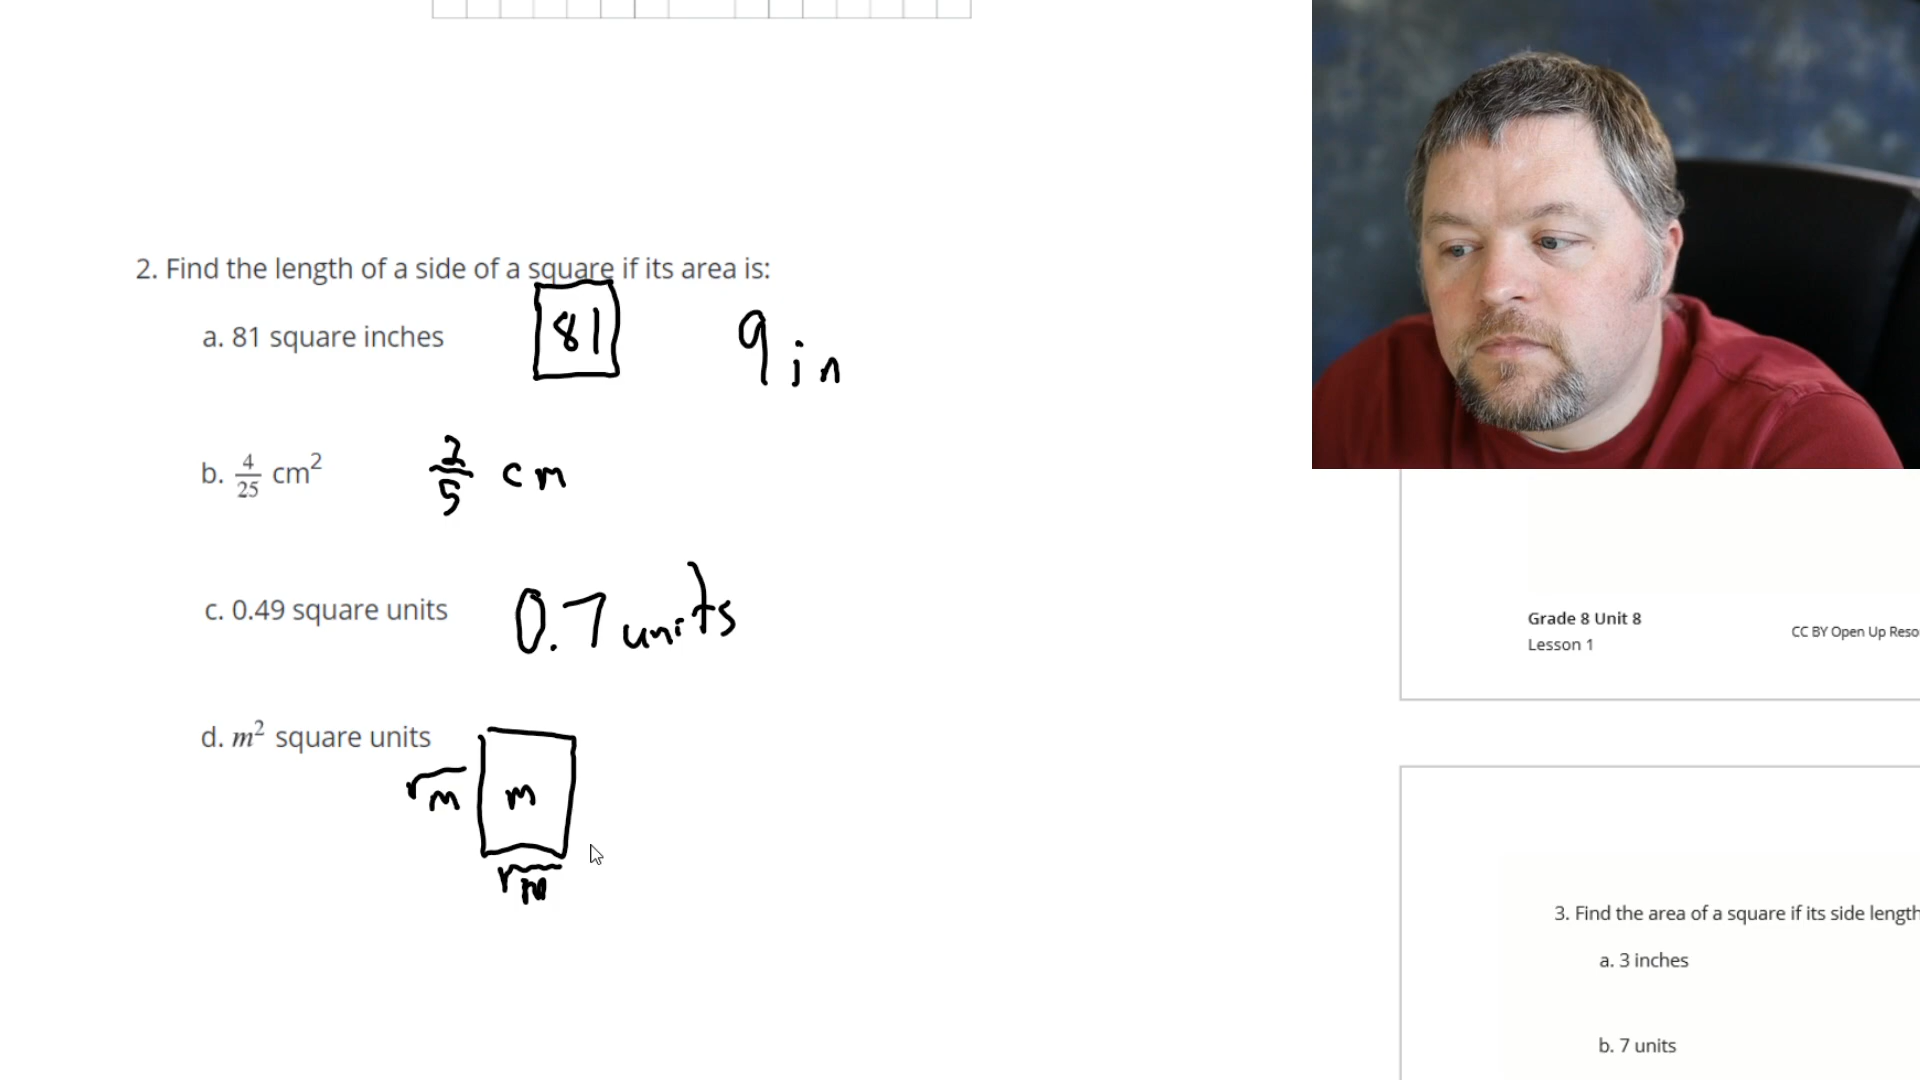 2. Find the length of a side of a square if its area is:
a. 81 square inches
81
9 in
b. 4/25 cm²
2/5 cm
c. 0.49 square units
0.7 units
d. m² square units
√m
m
√m
Grade 8 Unit 8
Lesson 1
CC BY Open Up Reso
3. Find the area of a square if its side length
a. 3 inches
b. 7 units